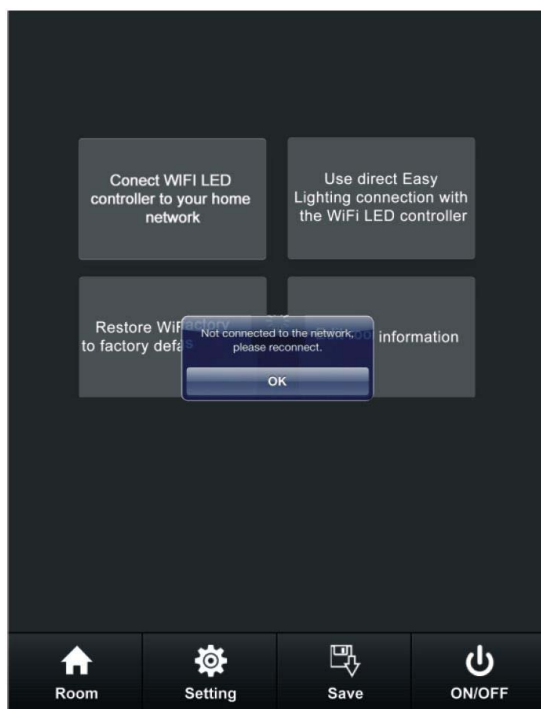 Conect WIFI LED
controller to your home
network
Use direct Easy
Lighting connection with
the WiFi LED controller
Restore WiF
to factory defa
information
Not connected to the network,
please reconnect.
OK
Room
Setting
Save
ON/OFF